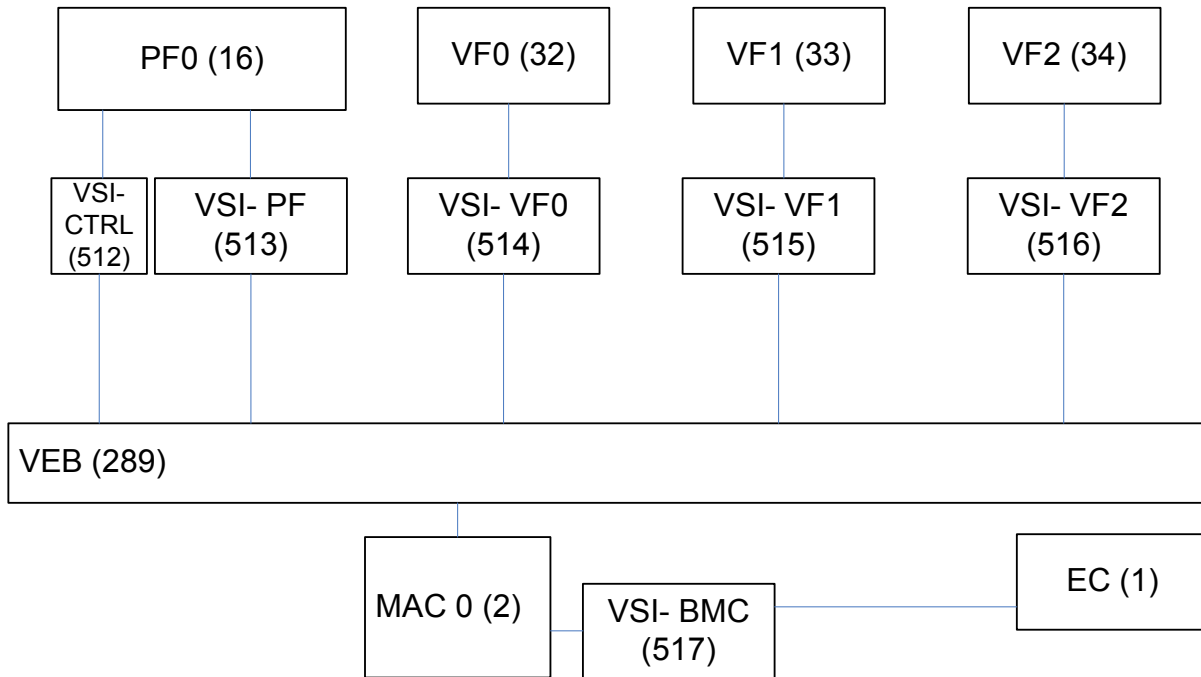 PF0 (16)
VF0 (32)
VF1 (33)
VF2 (34)
VSI-
CTRL
(512)
VSI- PF
(513)
VSI- VF0
(514)
VSI- VF1
(515)
VSI- VF2
(516)
VEB (289)
MAC 0 (2)
VSI- BMC
(517)
EC (1)